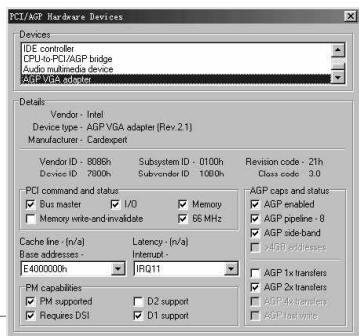 PCI/AGP Hardware Devices
Devices
IDE controller
CPU-to-PCI/AGP bridge
Audio multimedia device
AGP VGA adapter
Details
Vendor - Intel
Device type - AGP VGA adapter (Rev.2.1)
Manufacturer - Cardexpert
Vendor ID - 8086h Subsystem ID - 0100h Revision code - 21h
Device ID 7800h Subvendor ID 10B0h Class code 3.0
PCI command and status
Bus master I/O Memory
Memory write-and-invalidate 66 MHz
AGP caps and status
AGP enabled
AGP pipeline - 8
AGP side-band
>4GB addresses
Cache line - (n/a) Latency - (n/a)
Base addresses - Interrupt -
E4000000h IRQ11
AGP 1x transfers
AGP 2x transfers
AGP 4x transfers
AGP fast write
PM capabilities
PM supported D2 support
Requires DSI D1 support